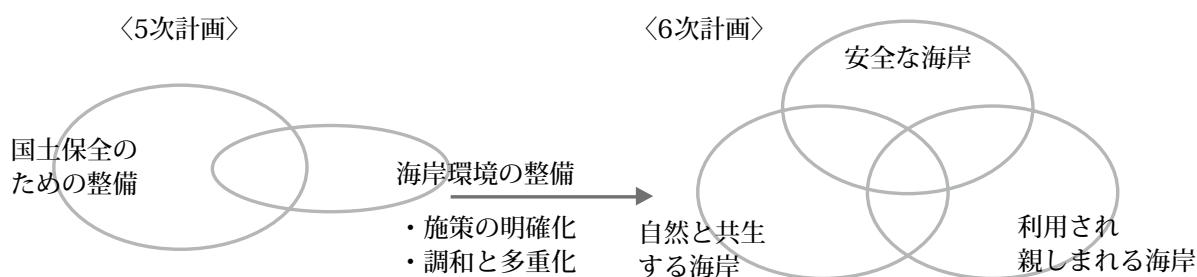 〈5次計画〉
国土保全の
ための整備
海岸環境の整備
・施策の明確化
・調和と多重化
〈6次計画〉
安全な海岸
自然と共生
する海岸
利用され
親しまれる海岸